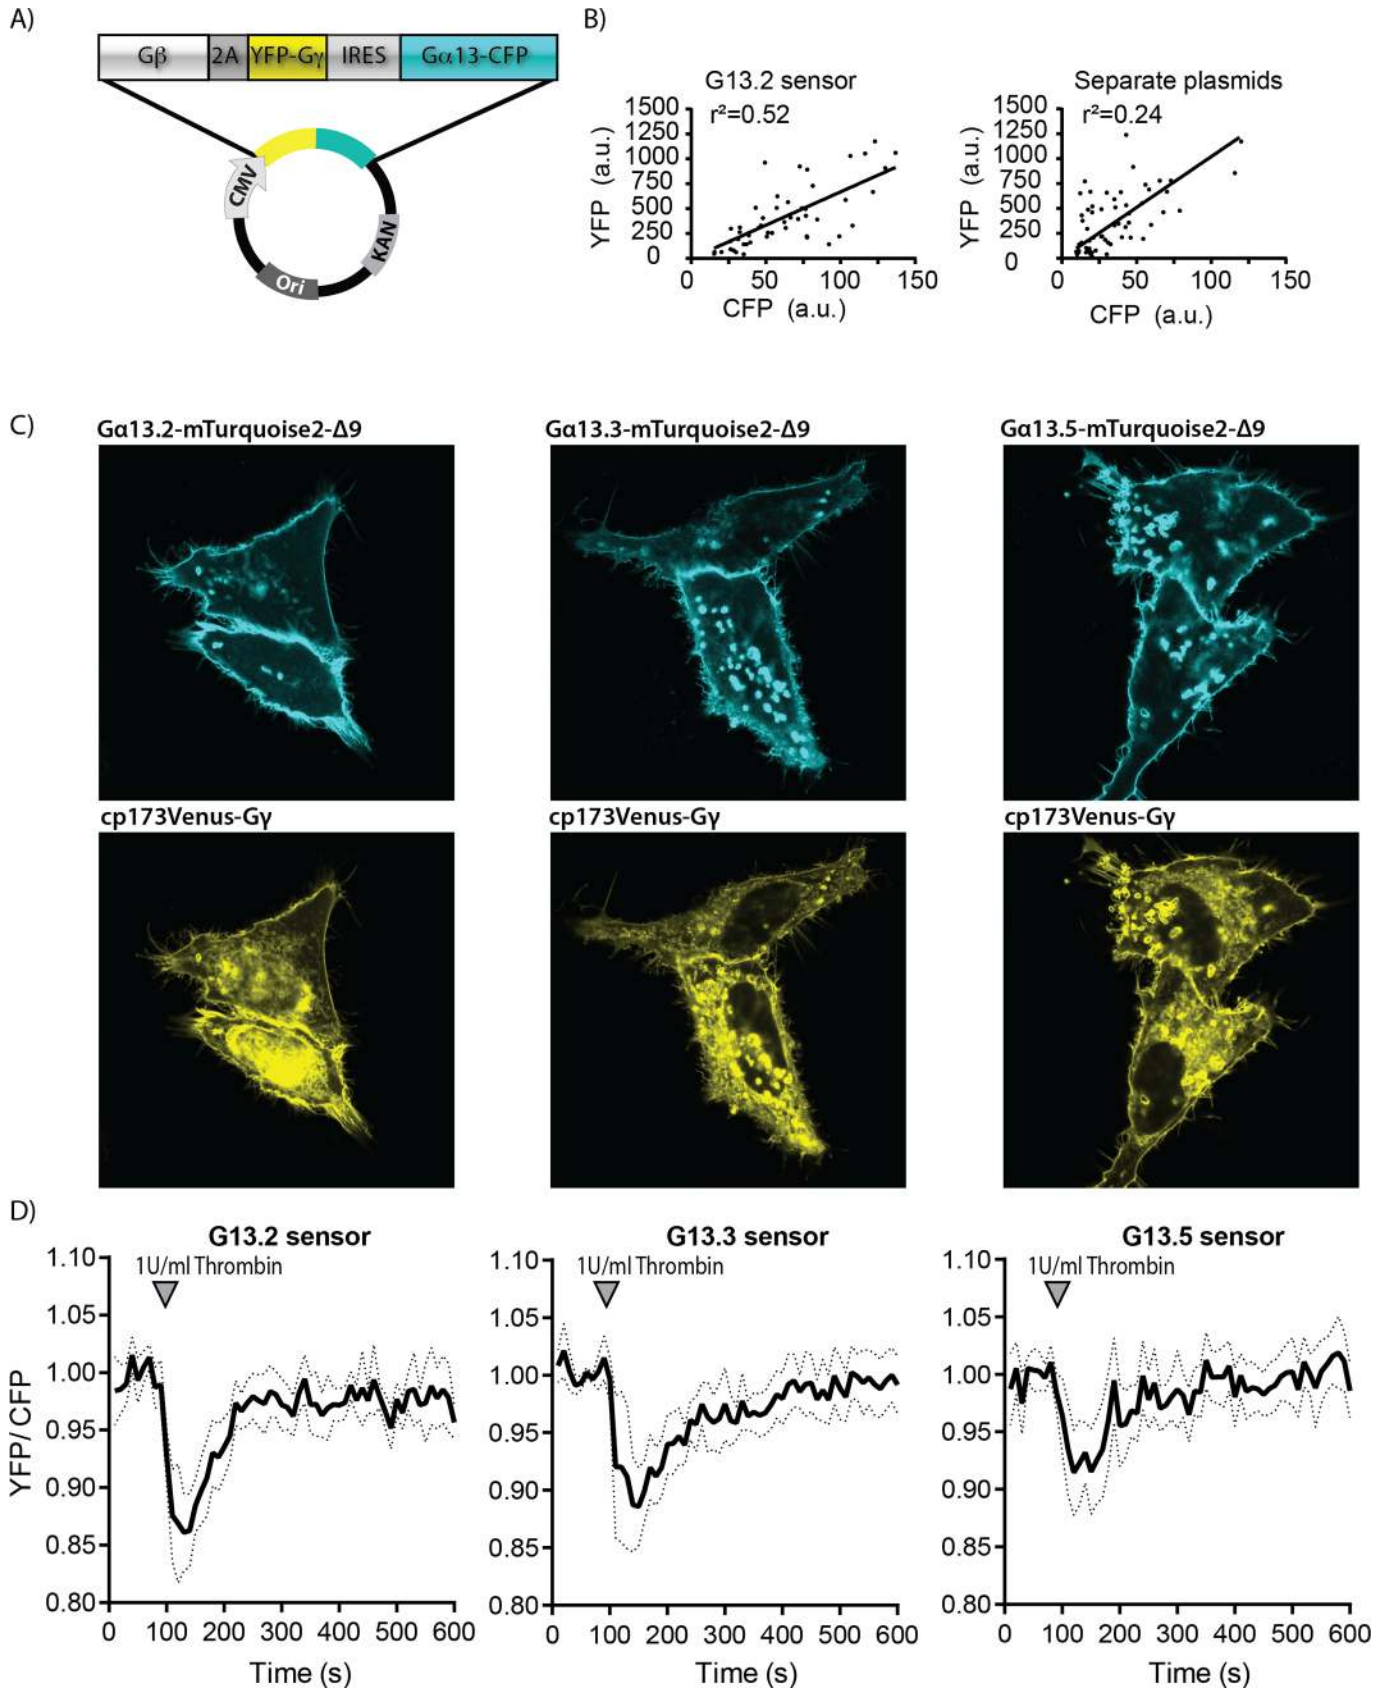 A)
Gβ 2A YFP-Gγ IRES Gα13-CFP
CMV
KAN
Ori
B)
G13.2 sensor
r²=0.52
1500
1250
1000
750
500
250
0
YFP (a.u.)
0 50 100 150
CFP (a.u.)
Separate plasmids
r²=0.24
1500
1250
1000
750
500
250
0
YFP (a.u.)
0 50 100 150
CFP (a.u.)
C)
Gα13.2-mTurquoise2-Δ9
Gα13.3-mTurquoise2-Δ9
Gα13.5-mTurquoise2-Δ9
cp173Venus-Gγ
cp173Venus-Gγ
cp173Venus-Gγ
D)
G13.2 sensor
1U/ml Thrombin
1.10
1.05
1.00
0.95
0.90
0.85
0.80
YFP/ CFP
0 100 200 300 400 500 600
Time (s)
G13.3 sensor
1U/ml Thrombin
1.10
1.05
1.00
0.95
0.90
0.85
0.80
0 100 200 300 400 500 600
Time (s)
G13.5 sensor
1U/ml Thrombin
1.10
1.05
1.00
0.95
0.90
0.85
0.80
0 100 200 300 400 500 600
Time (s)